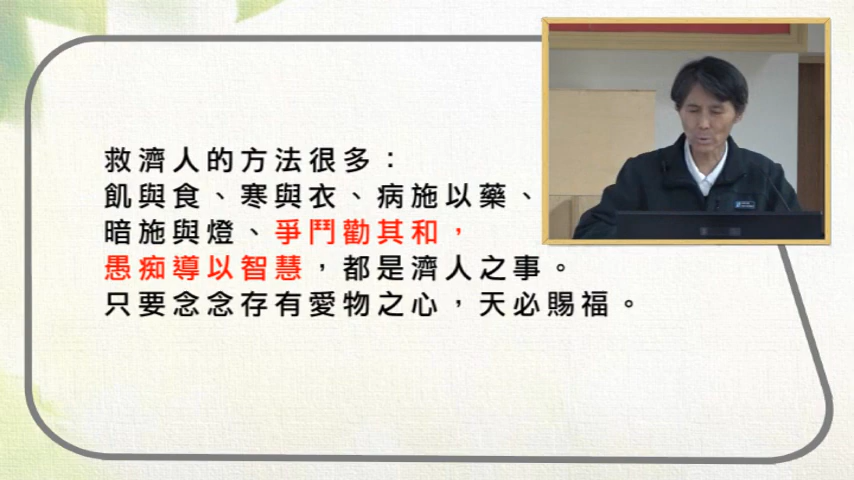 救濟人的方法很多：
飢與食、寒與衣、病施以藥、
暗施與燈、爭鬥勸其和，
愚痴導以智慧，都是濟人之事。
只要念念存有愛物之心，天必賜福。